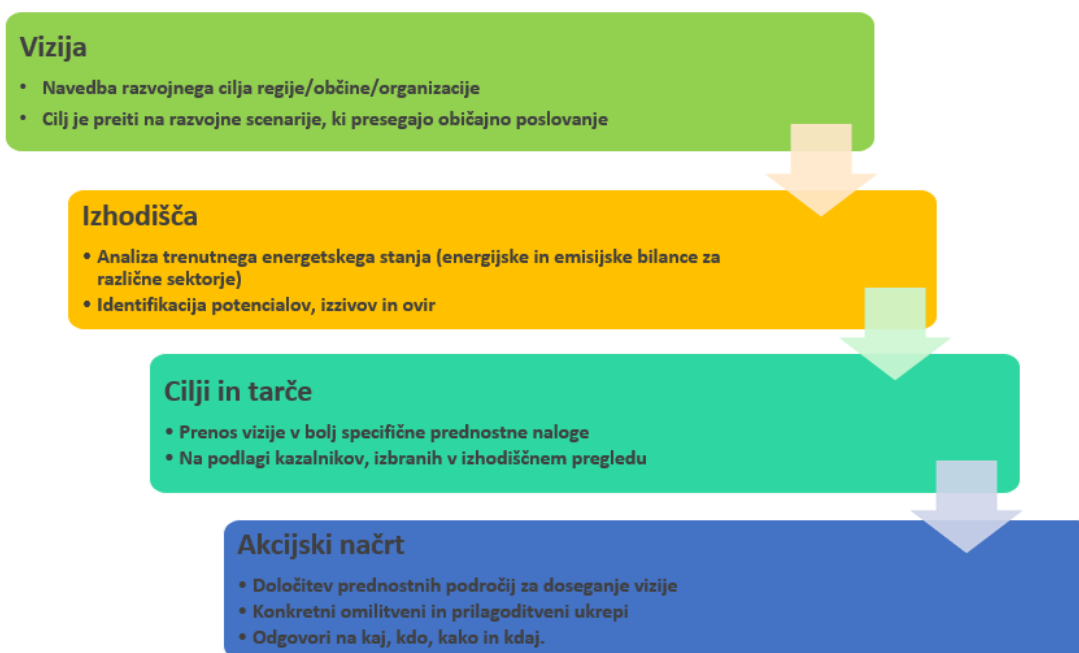 Vizija
• Navedba razvojnega cilja regije/občine/organizacije
• Cilj je preiti na razvojne scenarije, ki presegajo običajno poslovanje
Izhodišča
• Analiza trenutnega energetskega stanja (energijske in emisijske bilance za
različne sektorje)
• Identifikacija potencialov, izzivov in ovir
Cilji in tarče
• Prenos vizije v bolj specifične prednostne naloge
• Na podlagi kazalnikov, izbranih v izhodiščnem pregledu
Akcijski načrt
• Določitev prednostnih področij za doseganje vizije
• Konkretni omilitveni in prilagoditveni ukrepi
• Odgovori na kaj, kdo, kako in kdaj.